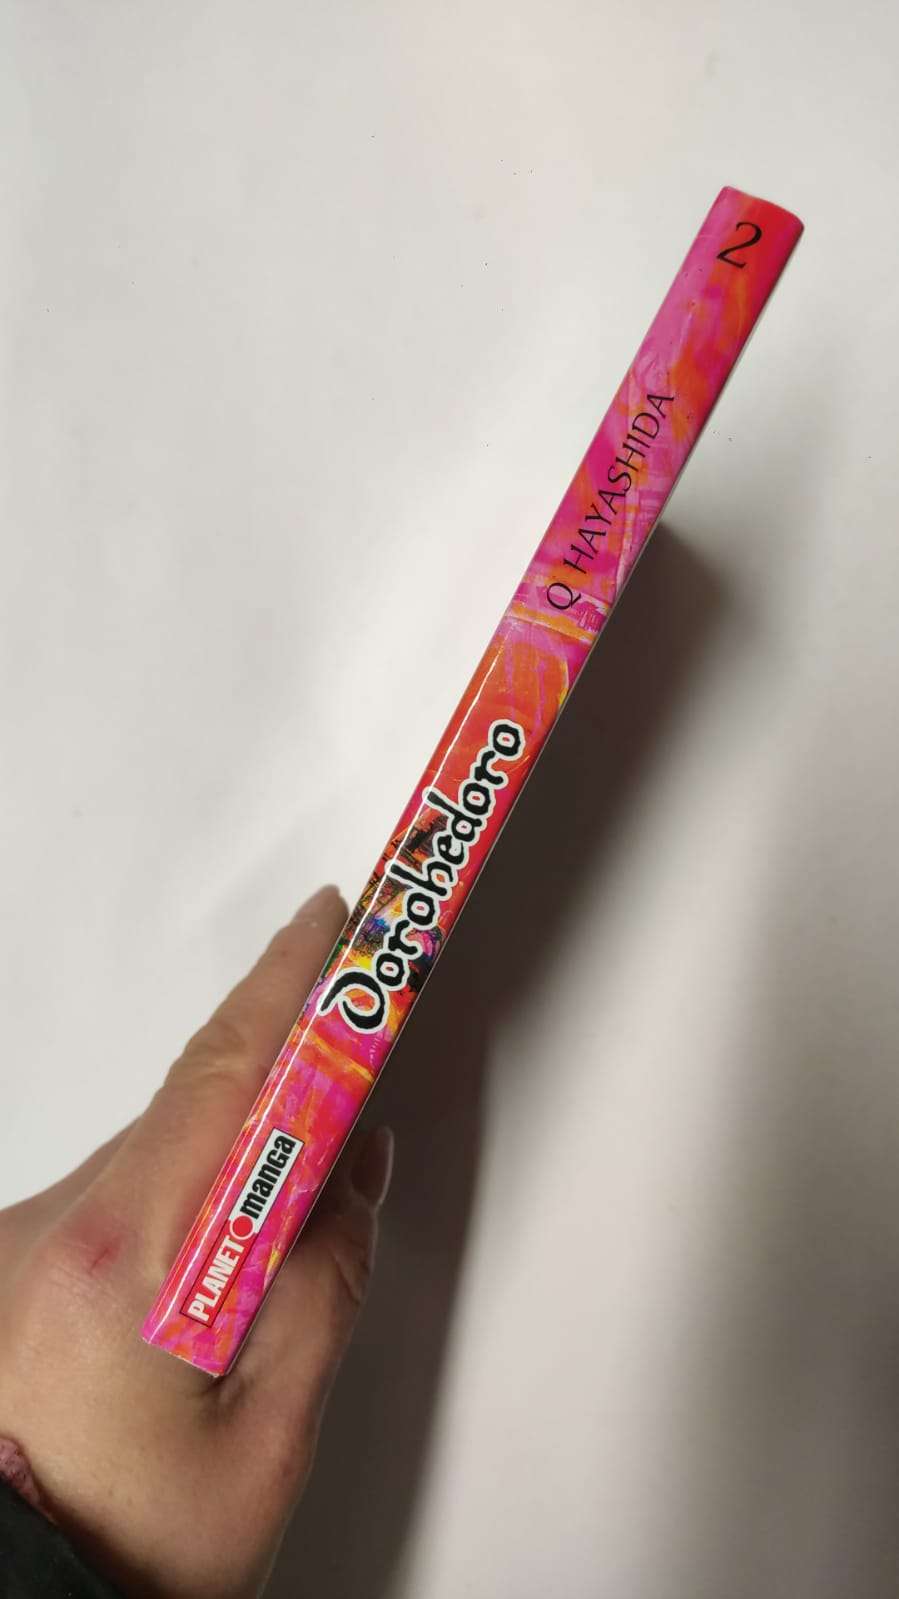 2
Q HAYASHIDA
Dorohedoro
PLANET manga